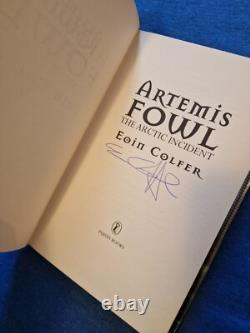 ARTEMIS
FOWL
THE ARCTIC INCIDENT
EOIN COLFER
PUFFIN BOOKS